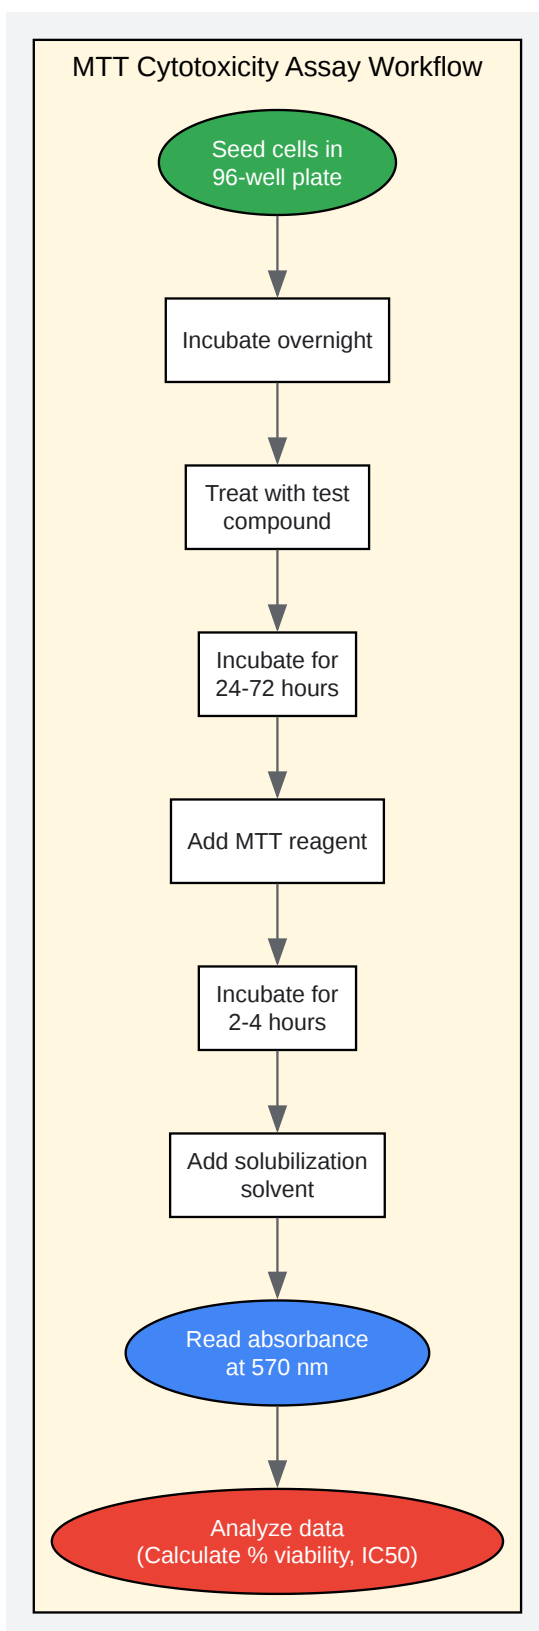 MTT Cytotoxicity Assay Workflow
Seed cells in
96-well plate
Incubate overnight
Treat with test
compound
Incubate for
24-72 hours
Add MTT reagent
Incubate for
2-4 hours
Add solubilization
solvent
Read absorbance
at 570 nm
Analyze data
(Calculate % viability, IC50)